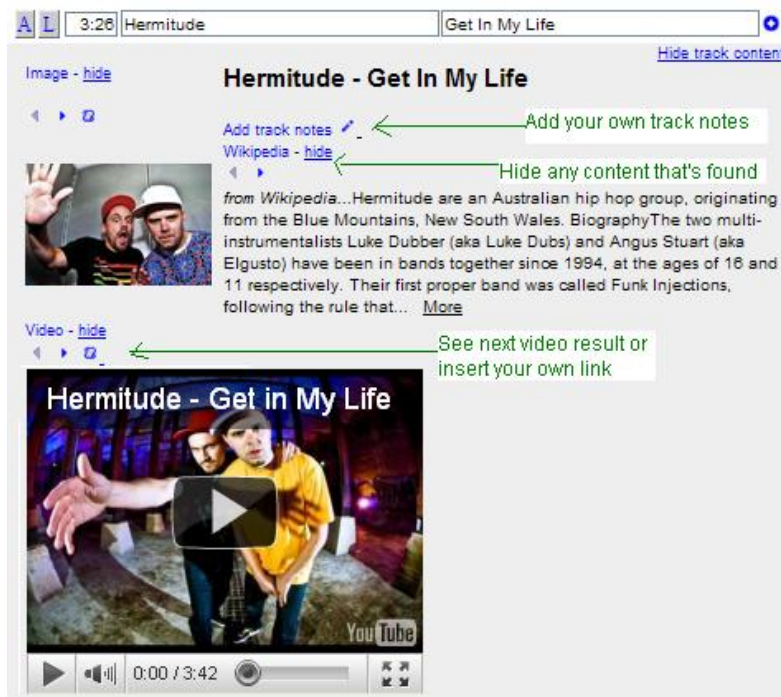 A L 3:26 Hermitude Get In My Life
Hide track content
Image - hide
Hermitude - Get In My Life
Add track notes
Add your own track notes
Wikipedia - hide
Hide any content that's found
from Wikipedia...Hermitude are an Australian hip hop group, originating
from the Blue Mountains, New South Wales. BiographyThe two multi-
instrumentalists Luke Dubber (aka Luke Dubs) and Angus Stuart (aka
Elgusto) have been in bands together since 1994, at the ages of 16 and
11 respectively. Their first proper band was called Funk Injections,
following the rule that... More
Video - hide
See next video result or
insert your own link
Hermitude - Get in My Life
YouTube
0:00 / 3:42